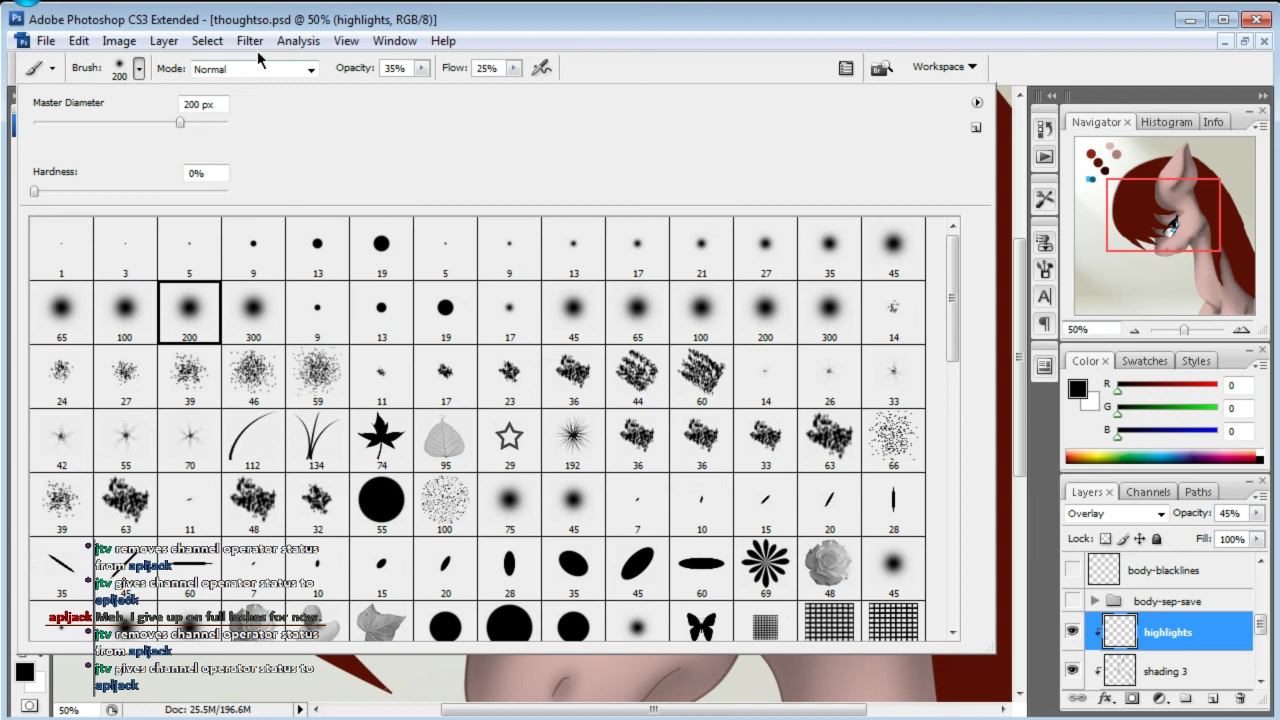 Adobe Photoshop CS3 Extended - [thoughtso.psd @ 50% (highlights, RGB/8)]
File Edit Image Layer Select Filter Analysis View Window Help
Brush: 200 Mode: Normal Opacity: 35% Flow: 25% Workspace
Master Diameter 200 px
Hardness: 0%
1 3 5 9 13 19 5 9 13 17 21 27 35 45
65 100 200 300 9 13 19 17 45 65 100 200 300 14
24 27 39 46 59 11 17 23 36 44 60 14 26 33
42 55 70 112 134 74 95 29 192 36 36 33 63 66
39 63 11 48 32 55 100 75 45 7 10 15 20 28
35 45 60 7 10 15 20 28 35 45 60 69 48 45
* jtv removes channel operator status
from apljack
* jtv gives channel operator status to
apljack
apljack Meh, I give up on full lashes for now.
* jtv removes channel operator status
from apljack
* jtv gives channel operator status to
apljack
50% Doc: 25.5M/196.6M
Navigator Histogram Info
50%
Color Swatches Styles
R 0
G 0
B 0
Layers Channels Paths
Overlay Opacity: 45%
Lock: Fill: 100%
body-blacklines
body-sep-save
highlights
shading 3